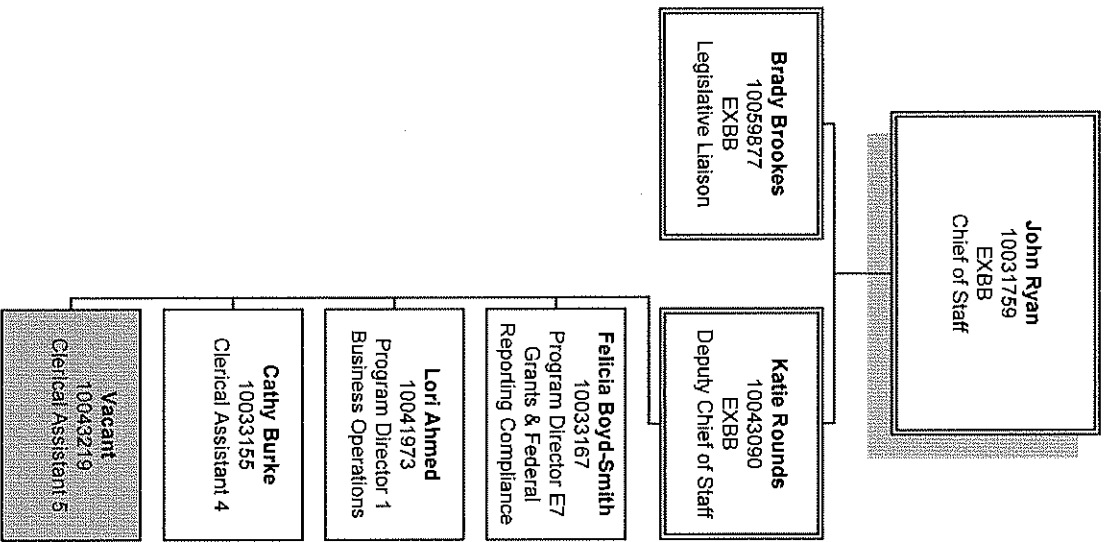 John Ryan
10031759
EXBB
Chief of Staff
Brady Brookes
10059877
EXBB
Legislative Liaison
Katie Rounds
10043090
EXBB
Deputy Chief of Staff
Felicia Boyd-Smith
10033167
Program Director E7
Grants & Federal
Reporting Compliance
Lori Ahmed
10041973
Program Director 1
Business Operations
Cathy Burke
10033155
Clerical Assistant 4
Vacant
10043219
Clerical Assistant 5